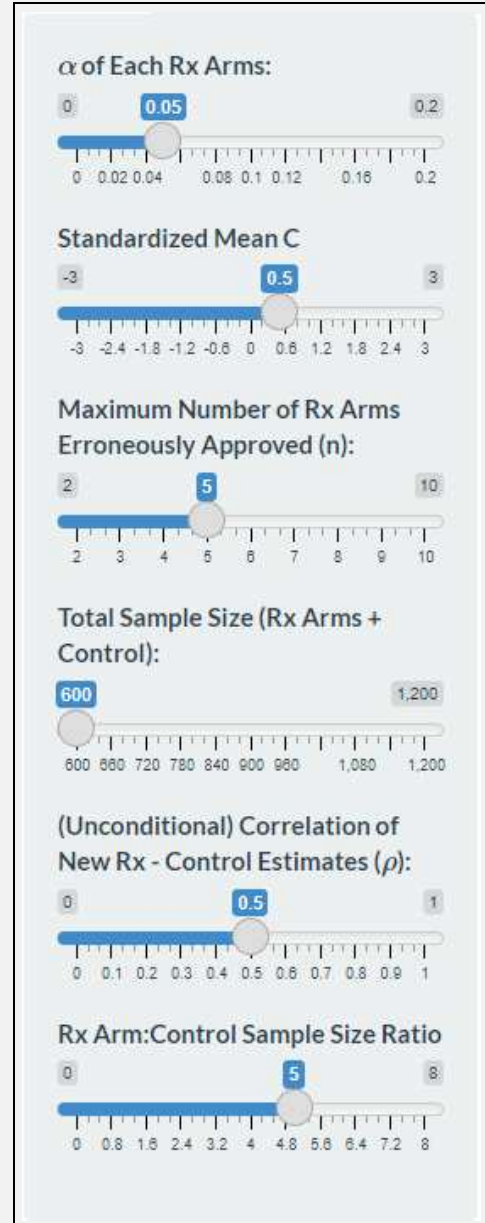 α of Each Rx Arms:
0 0.05 0.2
0 0.02 0.04 0.08 0.1 0.12 0.16 0.2
Standardized Mean C
-3 0.5 3
-3 -2.4 -1.8 -1.2 -0.6 0 0.6 1.2 1.8 2.4 3
Maximum Number of Rx Arms
Erroneously Approved (n):
2 5 10
2 3 4 5 6 7 8 9 10
Total Sample Size (Rx Arms +
Control):
600 1,200
600 660 720 780 840 900 960 1,080 1,200
(Unconditional) Correlation of
New Rx - Control Estimates (ρ):
0 0.5 1
0 0.1 0.2 0.3 0.4 0.5 0.6 0.7 0.8 0.9 1
Rx Arm:Control Sample Size Ratio
0 5 8
0 0.8 1.6 2.4 3.2 4 4.8 5.6 6.4 7.2 8